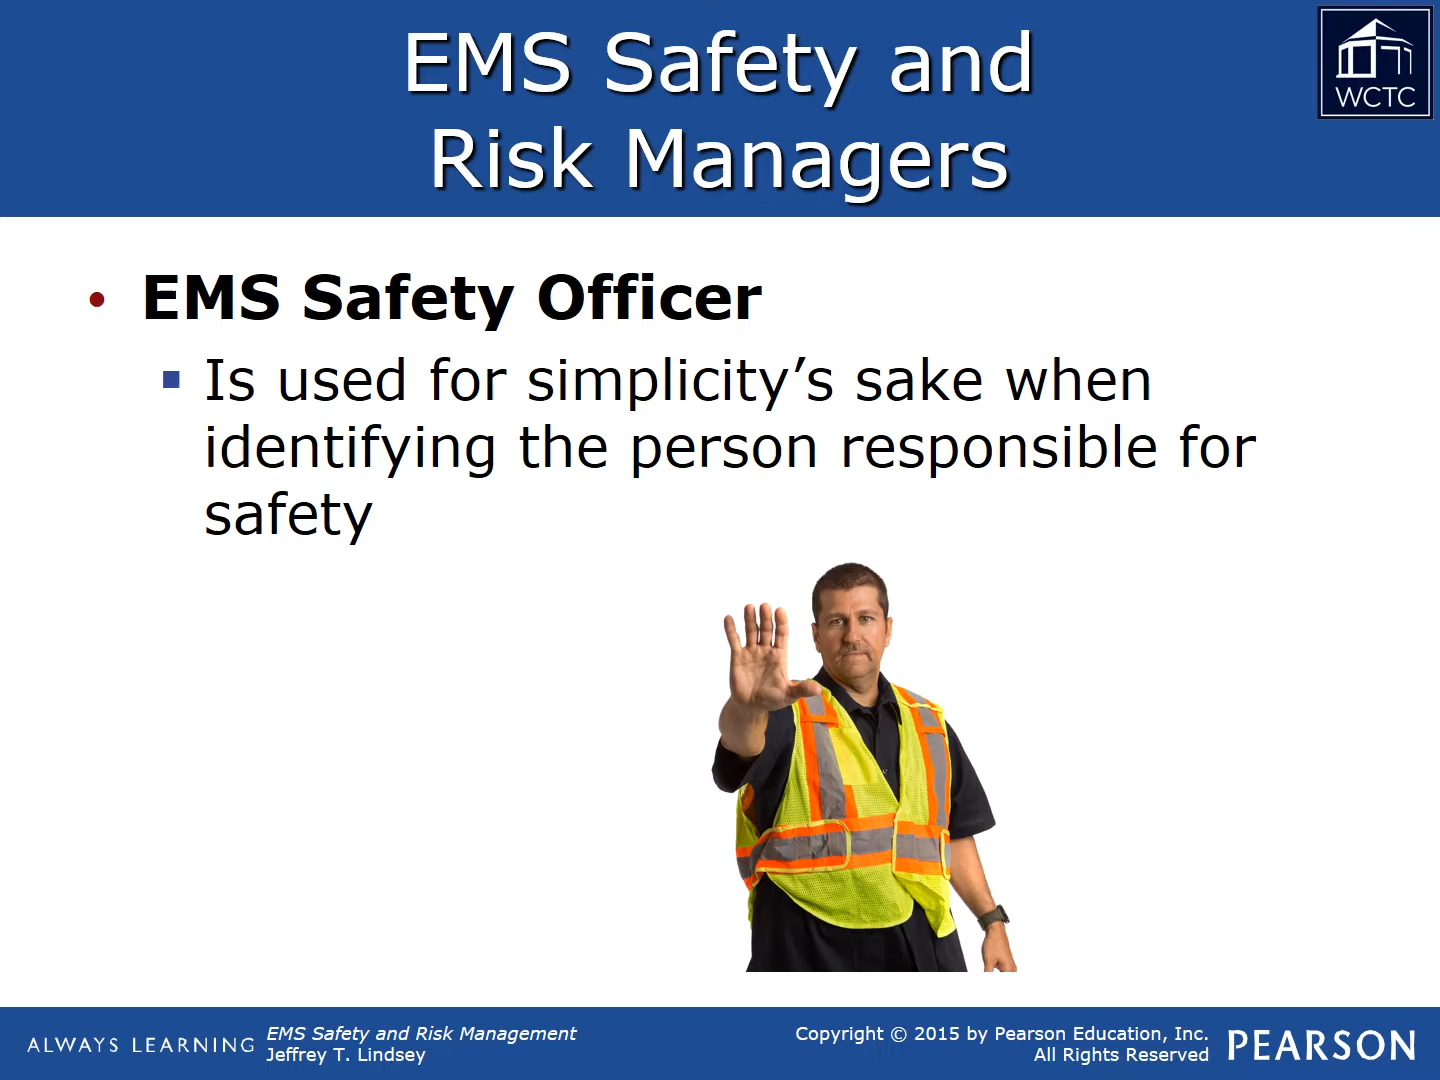 EMS Safety and
Risk Managers
WCTC
• EMS Safety Officer
▪ Is used for simplicity’s sake when
identifying the person responsible for
safety
ALWAYS LEARNING
EMS Safety and Risk Management
Jeffrey T. Lindsey
Copyright © 2015 by Pearson Education, Inc.
All Rights Reserved
PEARSON